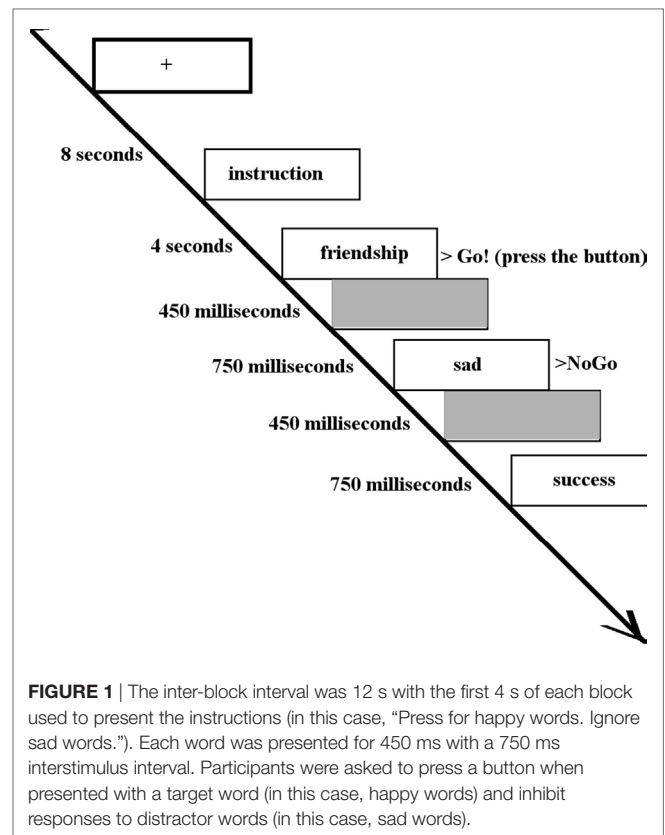 +
8 seconds
instruction
4 seconds
friendship > Go! (press the button)
450 milliseconds
750 milliseconds
sad >NoGo
450 milliseconds
750 milliseconds
success
FIGURE 1 | The inter-block interval was 12 s with the first 4 s of each block
used to present the instructions (in this case, “Press for happy words. Ignore
sad words.”). Each word was presented for 450 ms with a 750 ms
interstimulus interval. Participants were asked to press a button when
presented with a target word (in this case, happy words) and inhibit
responses to distractor words (in this case, sad words).